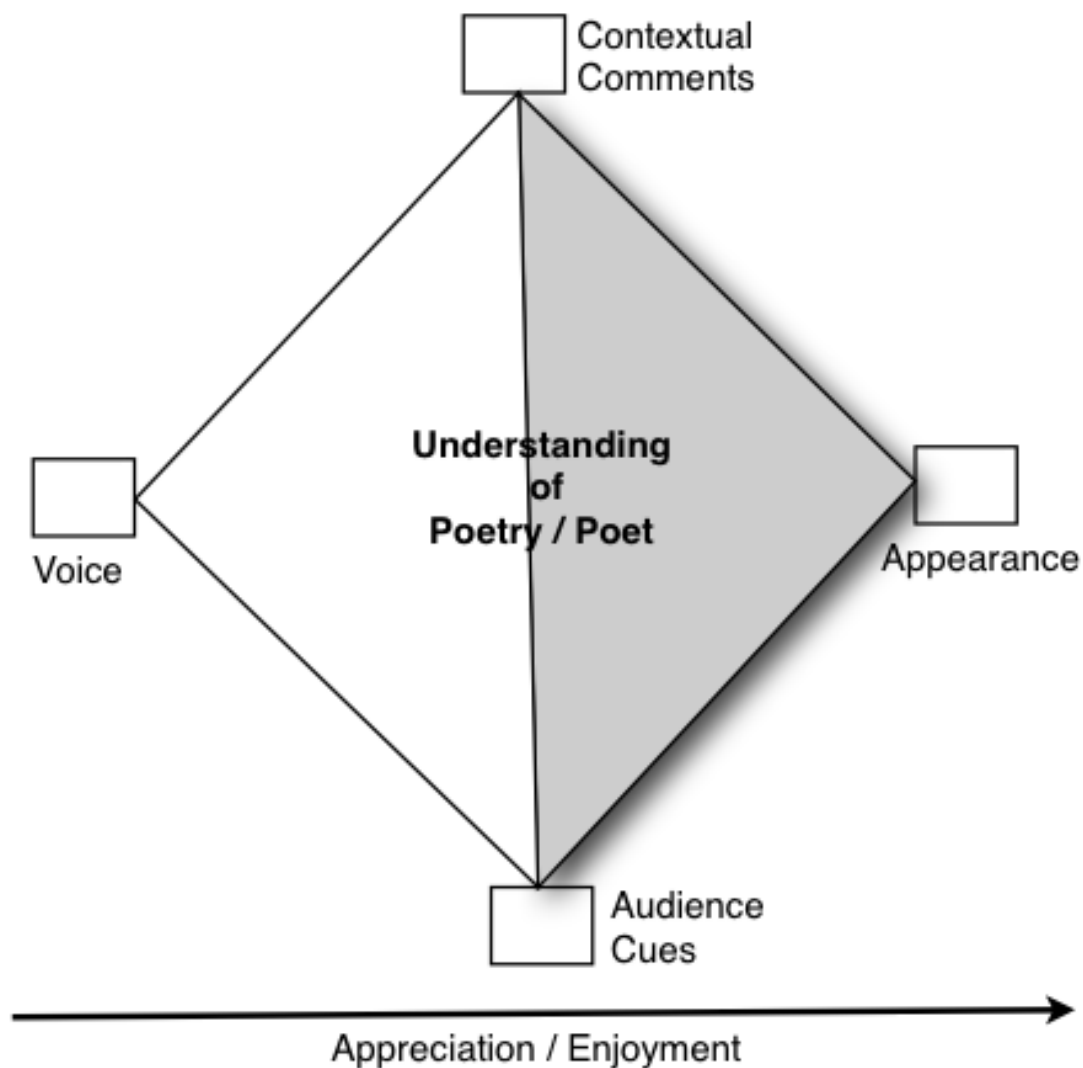 Contextual
Comments
Understanding
of
Poetry / Poet
Voice
Appearance
Audience
Cues
Appreciation / Enjoyment